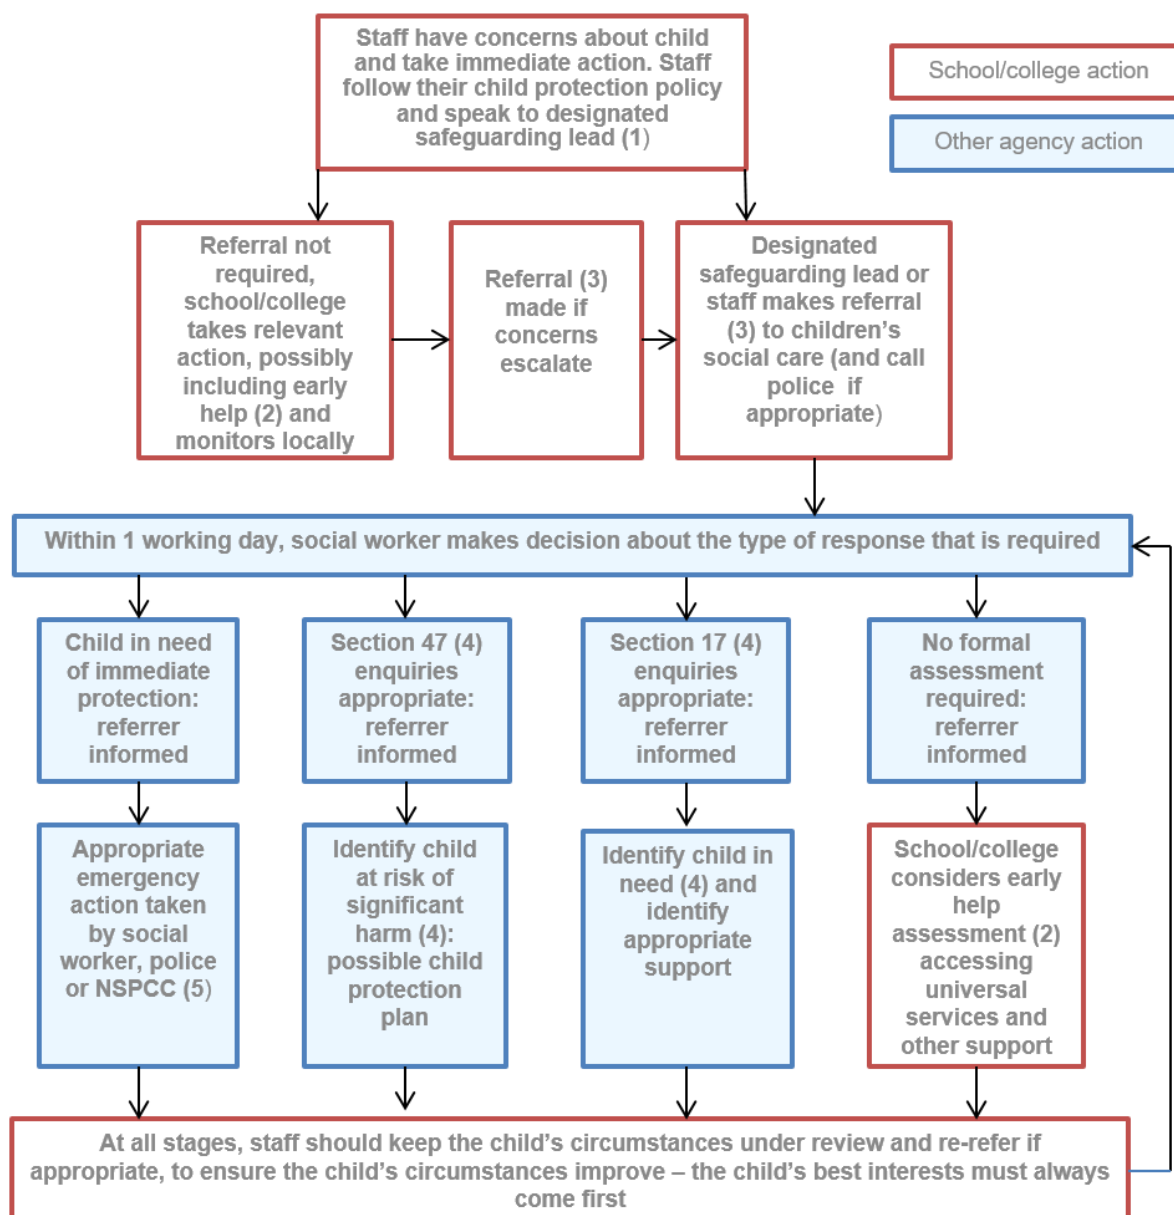 Staff have concerns about child
and take immediate action. Staff
follow their child protection policy
and speak to designated
safeguarding lead (1)
School/college action
Other agency action
Referral not
required,
school/college
takes relevant
action, possibly
including early
help (2) and
monitors locally
Referral (3)
made if
concerns
escalate
Designated
safeguarding lead or
staff makes referral
(3) to children’s
social care (and call
police if
appropriate)
Within 1 working day, social worker makes decision about the type of response that is required
Child in need
of immediate
protection:
referrer
informed
Section 47 (4)
enquiries
appropriate:
referrer
informed
Section 17 (4)
enquiries
appropriate:
referrer
informed
No formal
assessment
required:
referrer
informed
Appropriate
emergency
action taken
by social
worker, police
or NSPCC (5)
Identify child
at risk of
significant
harm (4):
possible child
protection
plan
Identify child in
need (4) and
identify
appropriate
support
School/college
considers early
help
assessment (2)
accessing
universal
services and
other support
At all stages, staff should keep the child’s circumstances under review and re-refer if
appropriate, to ensure the child’s circumstances improve – the child’s best interests must always
come first